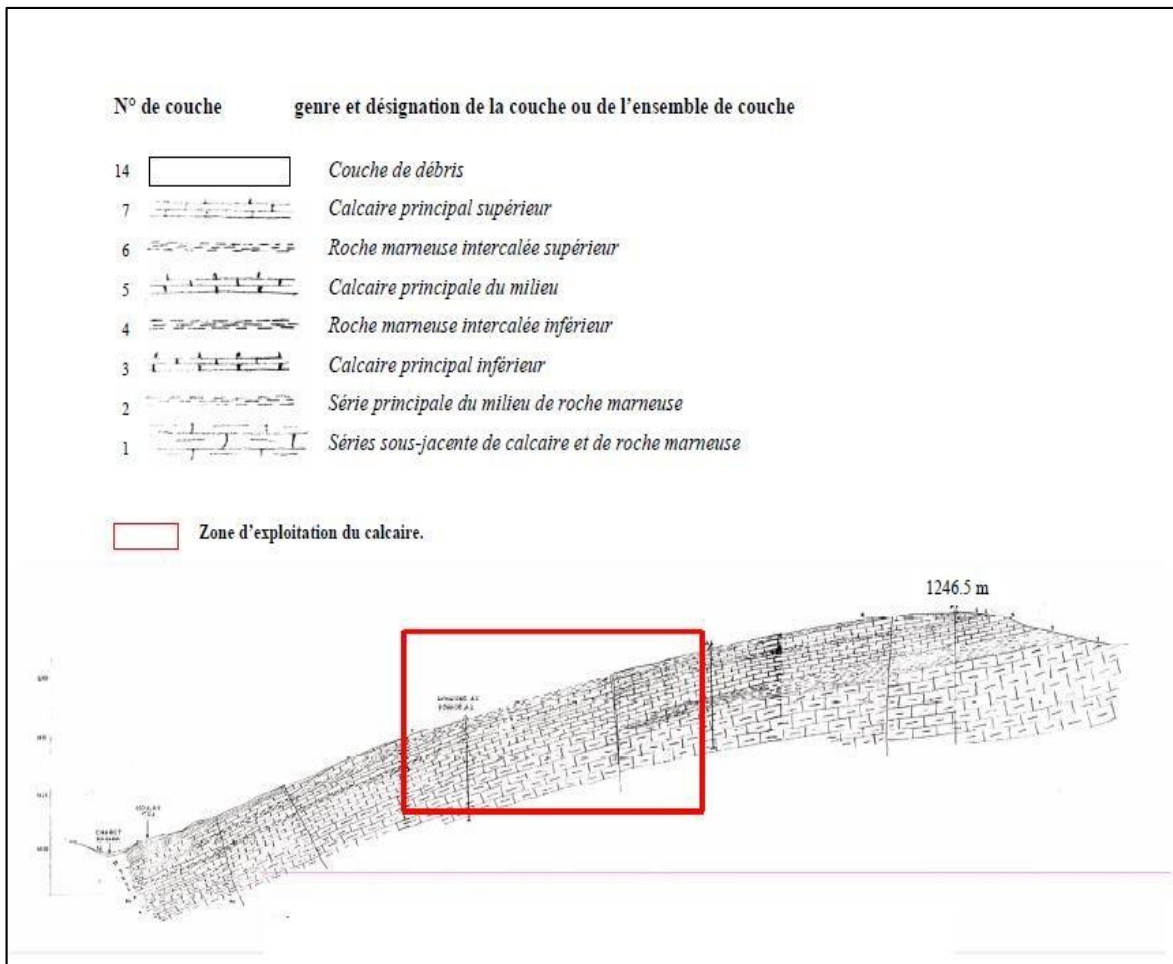 N° de couche genre et désignation de la couche ou de l'ensemble de couche
14 Couche de débris
7 Calcaire principal supérieur
6 Roche marneuse intercalée supérieur
5 Calcaire principale du milieu
4 Roche marneuse intercalée inférieur
3 Calcaire principal inférieur
2 Série principale du milieu de roche marneuse
1 Séries sous-jacente de calcaire et de roche marneuse
Zone d'exploitation du calcaire.
1246.5 m